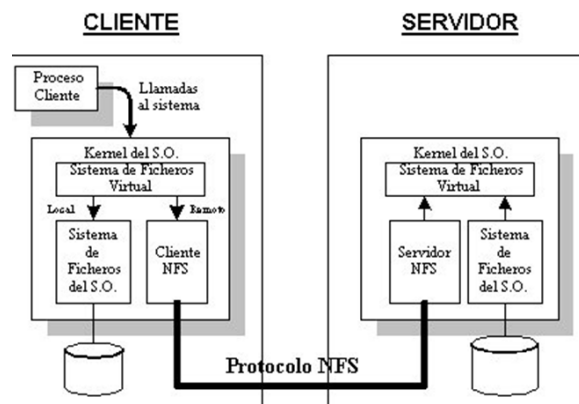 CLIENTE
SERVIDOR
Proceso
Cliente
Llamadas
al sistema
Kernel del S.O.
Sistema de Ficheros
Virtual
Local
Remoto
Sistema
de
Ficheros
del S.O.
Cliente
NFS
Kernel del S.O.
Sistema de Ficheros
Virtual
Servidor
NFS
Sistema
de
Ficheros
del S.O.
Protocolo NFS